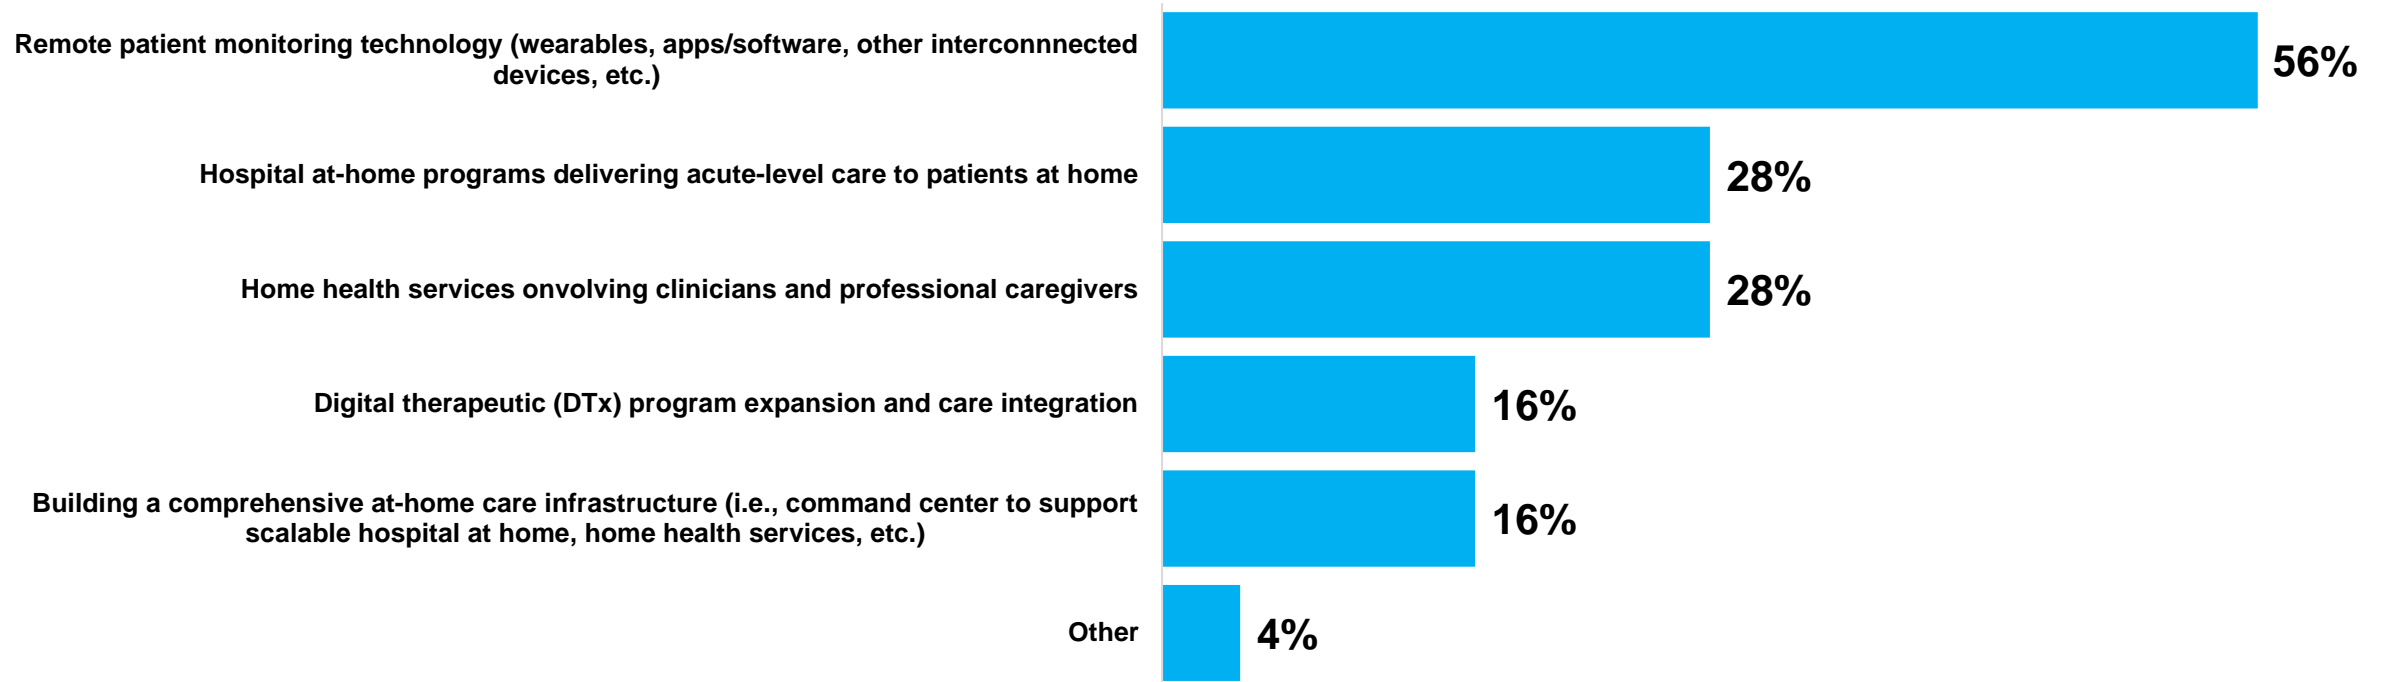 Remote patient monitoring technology (wearables, apps/software, other interconnnected
devices, etc.)
56%
Hospital at-home programs delivering acute-level care to patients at home
28%
Home health services onvolving clinicians and professional caregivers
28%
Digital therapeutic (DTx) program expansion and care integration
16%
Building a comprehensive at-home care infrastructure (i.e., command center to support
scalable hospital at home, home health services, etc.)
16%
Other
4%